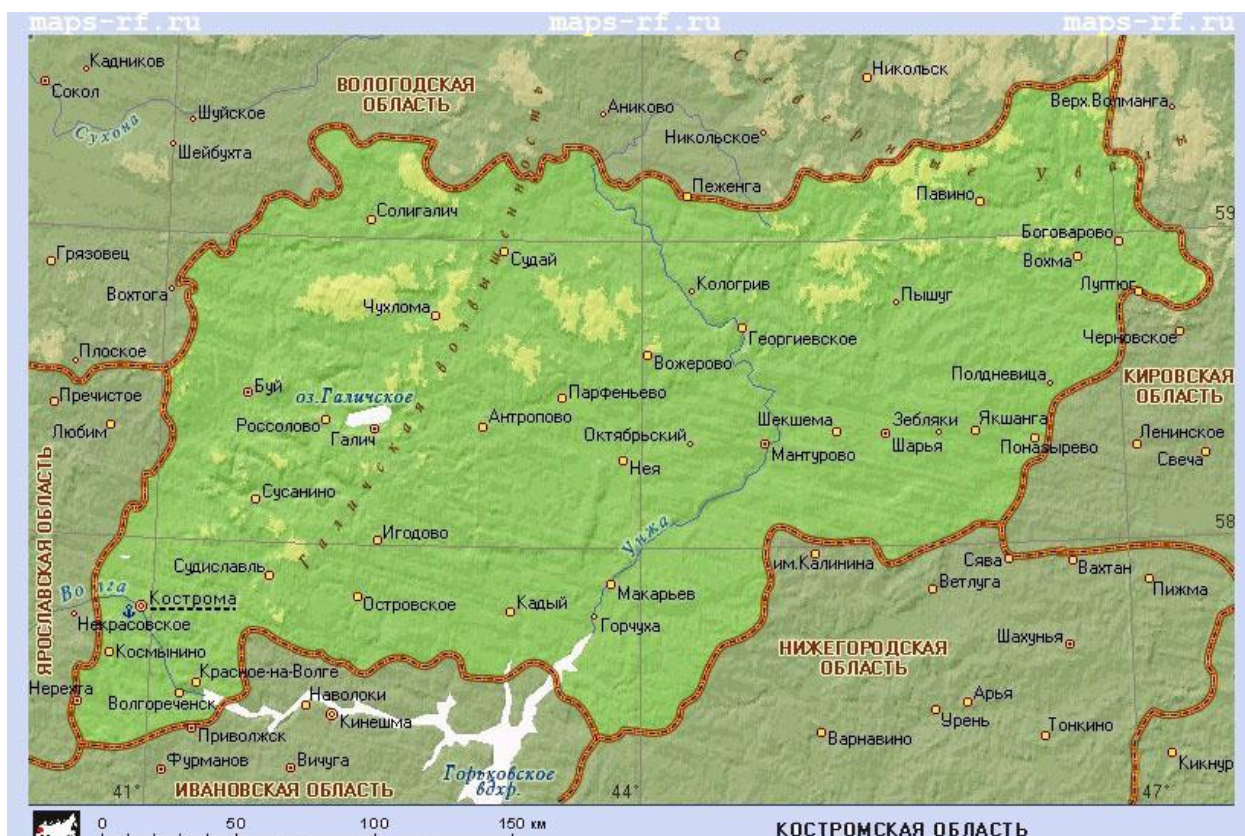 maps-rf.ru maps-rf.ru maps-rf.ru
Кадников
Сокол
Сухона
Шуйское
Шейбухта
ВОЛОГОДСКАЯ
ОБЛАСТЬ
Аниково
Никольское
Никольск
Северные Увалы
Верх.Волманга
Пеженга
Павино
59
Солигалич
Судай
Боговарово
Вохма
Луптюг
Грязовец
Вохтога
Чухлома
Галичская возвышенность
Кологрив
Пыщуг
Георгиевское
Черновское
Плоское
Вожерово
Полдневица
КИРОВСКАЯ
ОБЛАСТЬ
Пречистое
Любим
Буй
оз.Галичское
Россолово
Галич
Антропово
Парфеньево
Октябрьский
Нея
Шекшема
Мантурово
Зебляки
Шарья
Якшанга
Поназырево
Ленинское
Свеча
ЯРОСЛАВСКАЯ ОБЛАСТЬ
Сусанино
Игодово
Унжа
58
Судиславль
им.Калинина
Сява
Вахтан
Ветлуга
Пижма
Волга
Кострома
Некрасовское
Островское
Кадый
Макарьев
Горчуха
Космынино
Красное-на-Волге
НИЖЕГОРОДСКАЯ
ОБЛАСТЬ
Шахунья
Нерехта
Волгореченск
Наволоки
Кинешма
Приволжск
Арья
Урень
Тонкино
Варнавино
Фурманов
Вичуга
Горьковское
вдхр.
Кикнур
41°
ИВАНОВСКАЯ ОБЛАСТЬ
44°
47°
0 50 100 150 км
КОСТРОМСКАЯ ОБЛАСТЬ